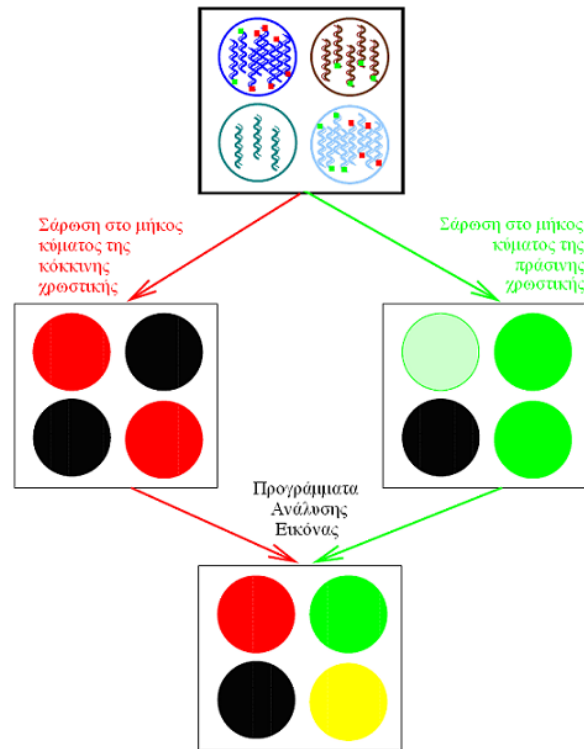 Σάρωση στο μήκος
κύματος της
κόκκινης
χρωστικής
Σάρωση στο μήκος
κύματος της
πράσινης
χρωστικής
Προγράμματα
Ανάλυσης
Εικόνας